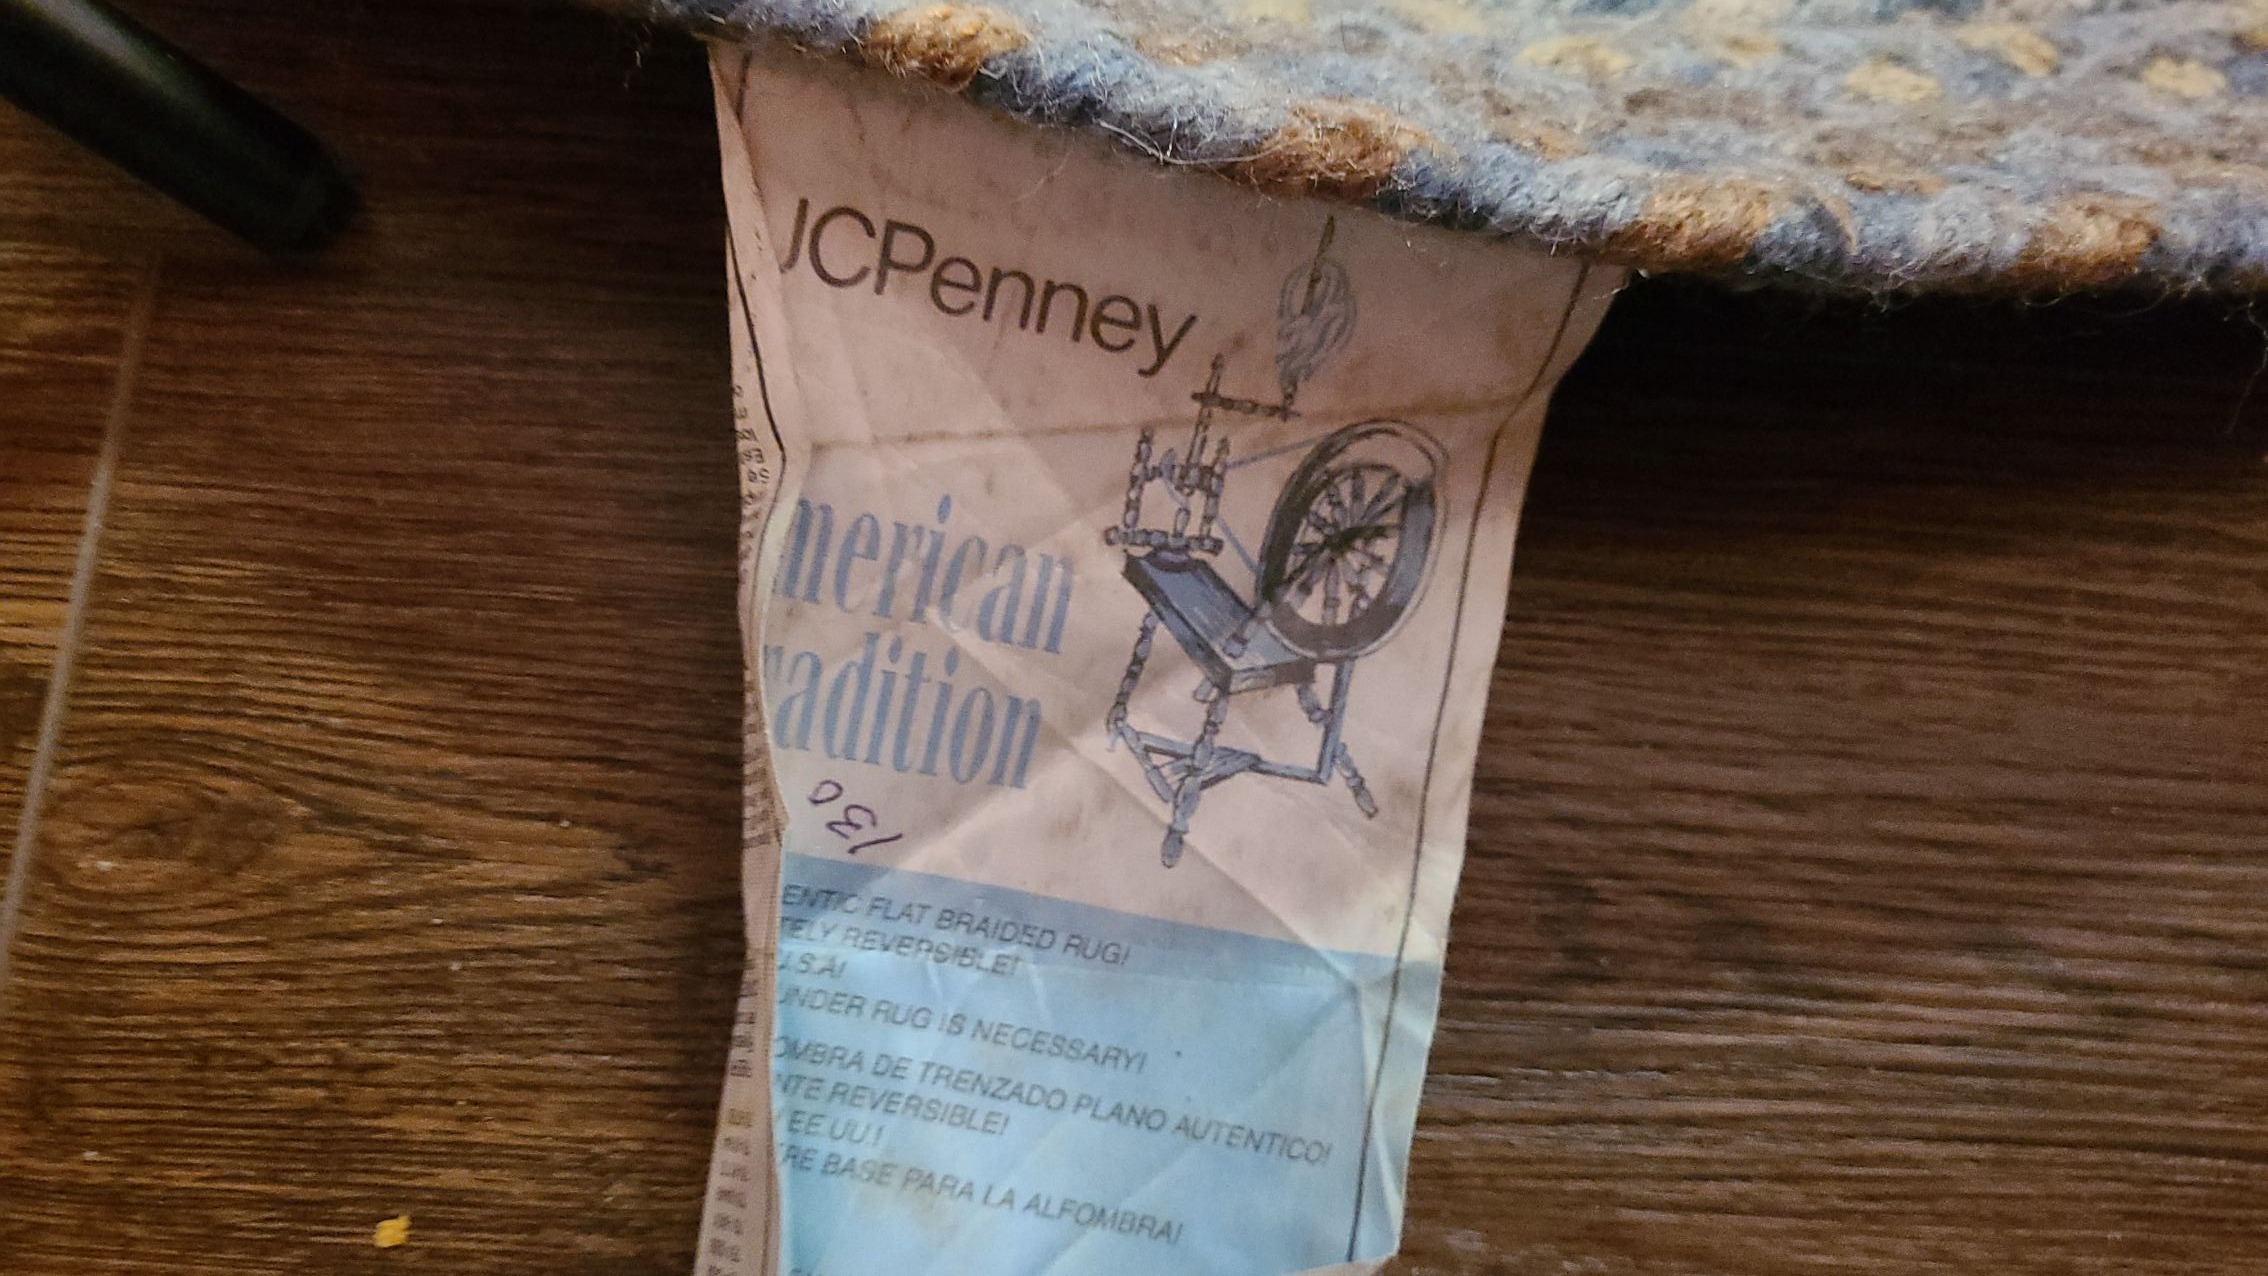 JCPenney
merican
radition
130
ENTIC FLAT BRAIDED RUG!
TELY REVERSIBLE!
U.S.A!
UNDER RUG IS NECESSARY!
OMBRA DE TRENZADO PLANO AUTENTICO!
NTE REVERSIBLE!
EE.UU.!
RE BASE PARA LA ALFOMBRA!